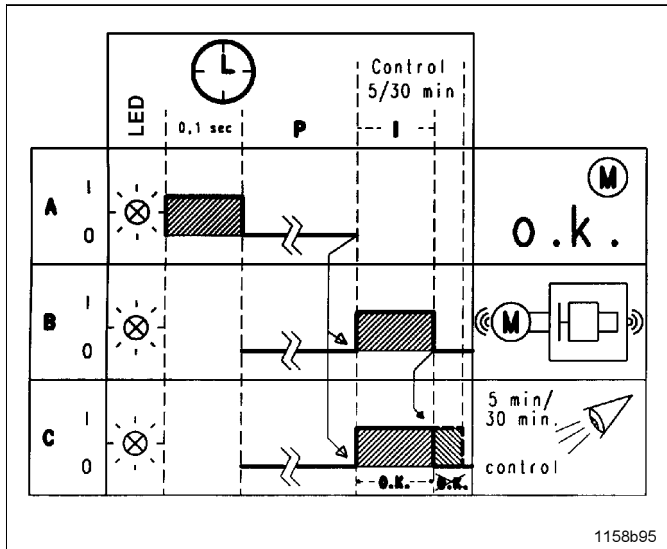 Control
5/30 min
LED
0,1 sec P I
A I M
0 o.k.
B I M
0
C I 5 min/
30 min.
0 control
O.K. O.K.
1158b95